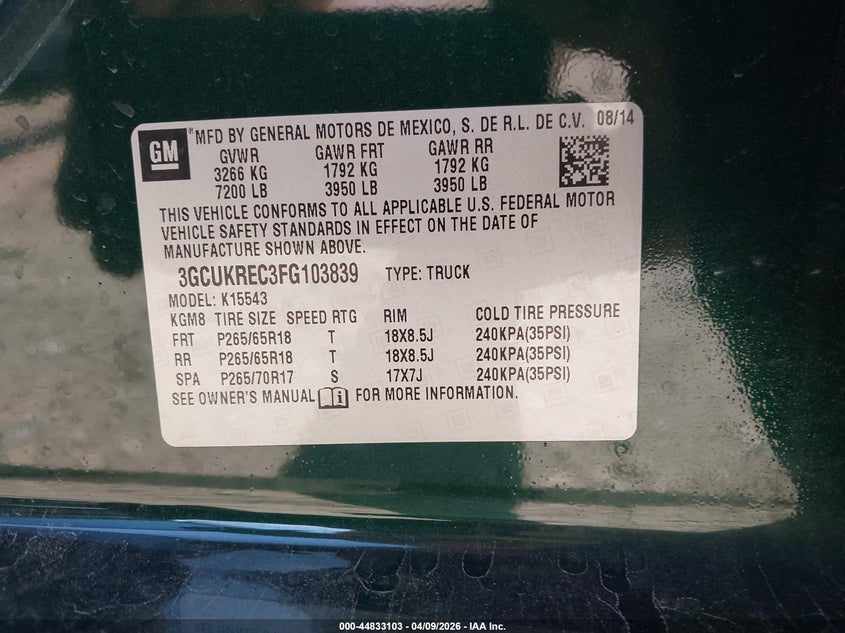 GM
® MFD BY GENERAL MOTORS DE MEXICO, S. DE R.L. DE C.V. 08/14
GVWR GAWR FRT GAWR RR
3266 KG 1792 KG 1792 KG
7200 LB 3950 LB 3950 LB
THIS VEHICLE CONFORMS TO ALL APPLICABLE U.S. FEDERAL MOTOR
VEHICLE SAFETY STANDARDS IN EFFECT ON THE DATE OF
MANUFACTURE SHOWN ABOVE.
3GCUKREC3FG103839 TYPE: TRUCK
MODEL: K15543
KGM8 TIRE SIZE SPEED RTG RIM COLD TIRE PRESSURE
FRT P265/65R18 T 18X8.5J 240KPA(35PSI)
RR P265/65R18 T 18X8.5J 240KPA(35PSI)
SPA P265/70R17 S 17X7J 240KPA(35PSI)
SEE OWNER'S MANUAL i FOR MORE INFORMATION.
000-44833103 - 04/09/2026 - IAA Inc.